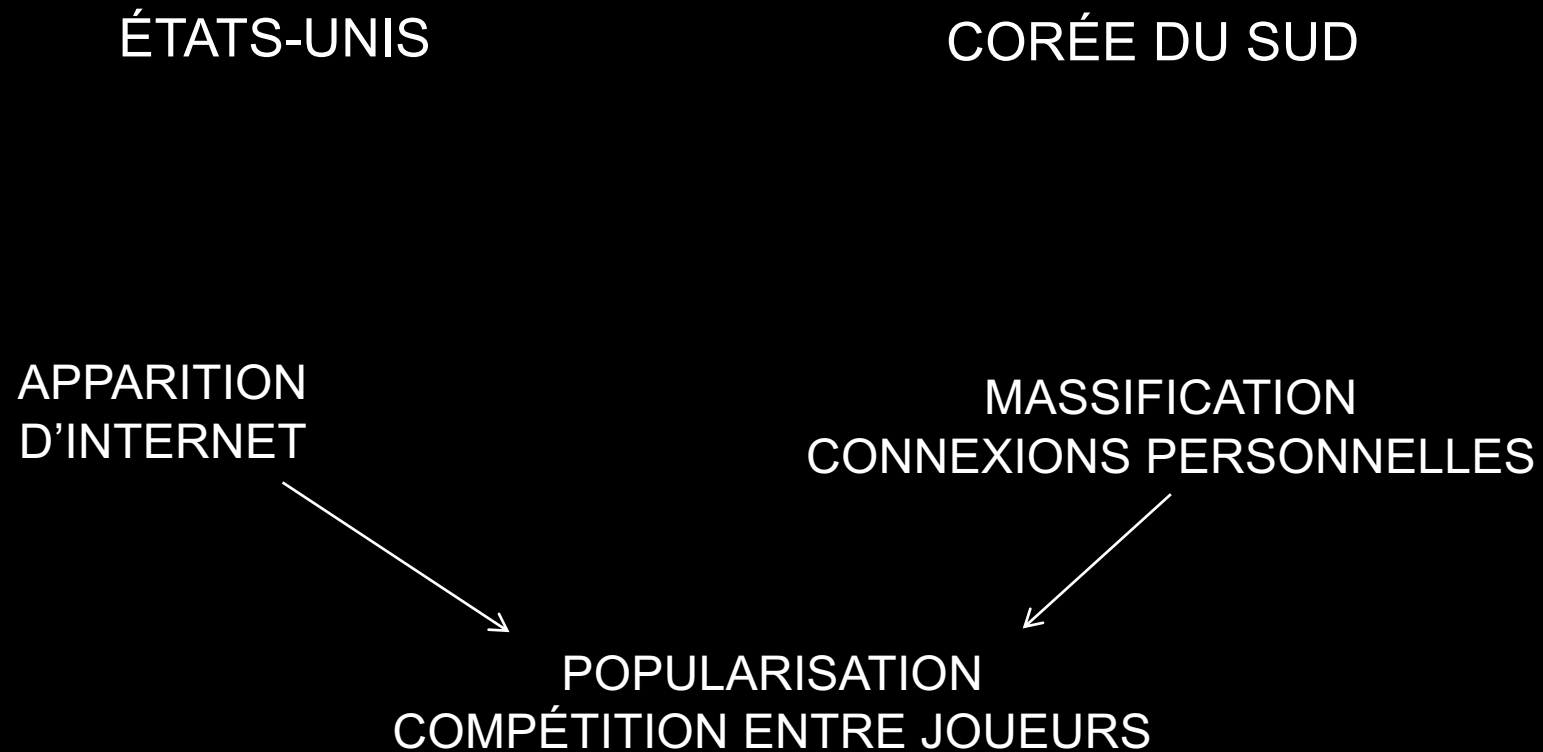 ÉTATS-UNIS
CORÉE DU SUD
APPARITION
D’INTERNET
MASSIFICATION
CONNEXIONS PERSONNELLES
POPULARISATION
COMPÉTITION ENTRE JOUEURS